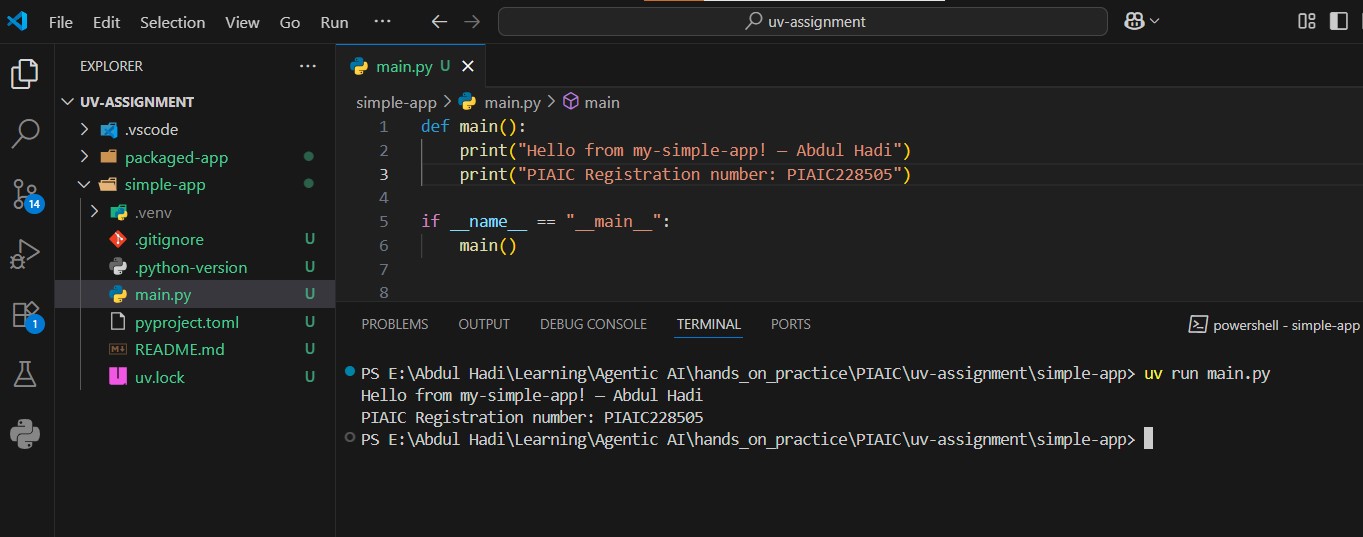 File Edit Selection View Go Run ···
uv-assignment
EXPLORER ···
UV-ASSIGNMENT
.vscode
packaged-app
simple-app
.venv
.gitignore U
.python-version U
main.py U
pyproject.toml U
README.md U
uv.lock U
14
1
main.py U
simple-app > main.py > main
1 def main():
2 print("Hello from my-simple-app! — Abdul Hadi")
3 print("PIAIC Registration number: PIAIC228505")
4
5 if __name__ == "__main__":
6 main()
7
8
PROBLEMS OUTPUT DEBUG CONSOLE TERMINAL PORTS
powershell - simple-app
PS E:\Abdul Hadi\Learning\Agentic AI\hands_on_practice\PIAIC\uv-assignment\simple-app> uv run main.py
Hello from my-simple-app! — Abdul Hadi
PIAIC Registration number: PIAIC228505
PS E:\Abdul Hadi\Learning\Agentic AI\hands_on_practice\PIAIC\uv-assignment\simple-app>